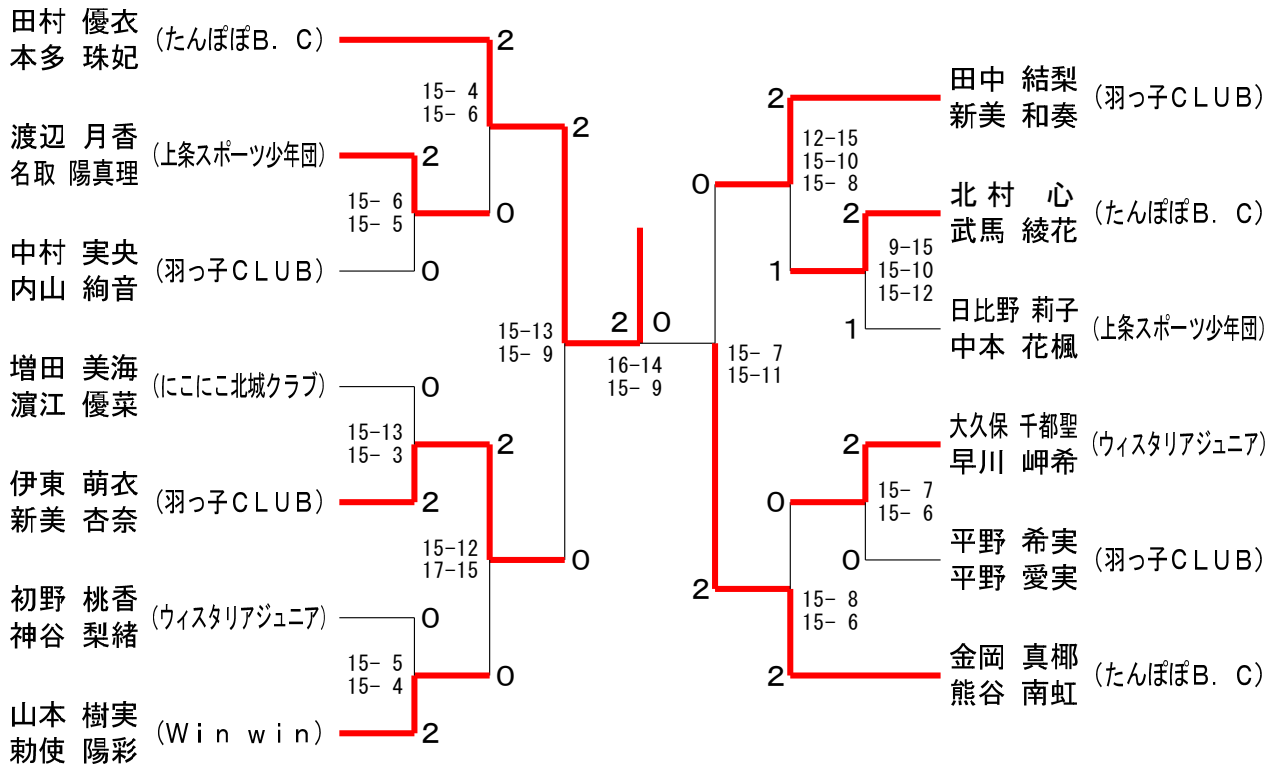 田村 優衣
本多 珠妃
(たんぽぽB. C)
2
15- 4
15- 6
2
渡辺 月香
名取 陽真理
(上条スポーツ少年団)
2
15- 6
15- 5
0
中村 実央
内山 絢音
(羽っ子CLUB)
0
15-13
15- 9
増田 美海
濵江 優菜
(にこにこ北城クラブ)
0
15-13
15- 3
2
伊東 萌衣
新美 杏奈
(羽っ子CLUB)
2
15-12
17-15
0
初野 桃香
神谷 梨緒
(ウィスタリアジュニア)
0
15- 5
15- 4
0
山本 樹実
勅使 陽彩
(Win win)
2
2
0
16-14
15- 9
田中 結梨
新美 和奏
(羽っ子CLUB)
2
12-15
15-10
15- 8
0
北村 心
武馬 綾花
(たんぽぽB. C)
2
9-15
15-10
15-12
1
日比野 莉子
中本 花楓
(上条スポーツ少年団)
1
15- 7
15-11
大久保 千都聖
早川 岬希
(ウィスタリアジュニア)
2
15- 7
15- 6
0
平野 希実
平野 愛実
(羽っ子CLUB)
0
2
15- 8
15- 6
金岡 真椰
熊谷 南虹
(たんぽぽB. C)
2